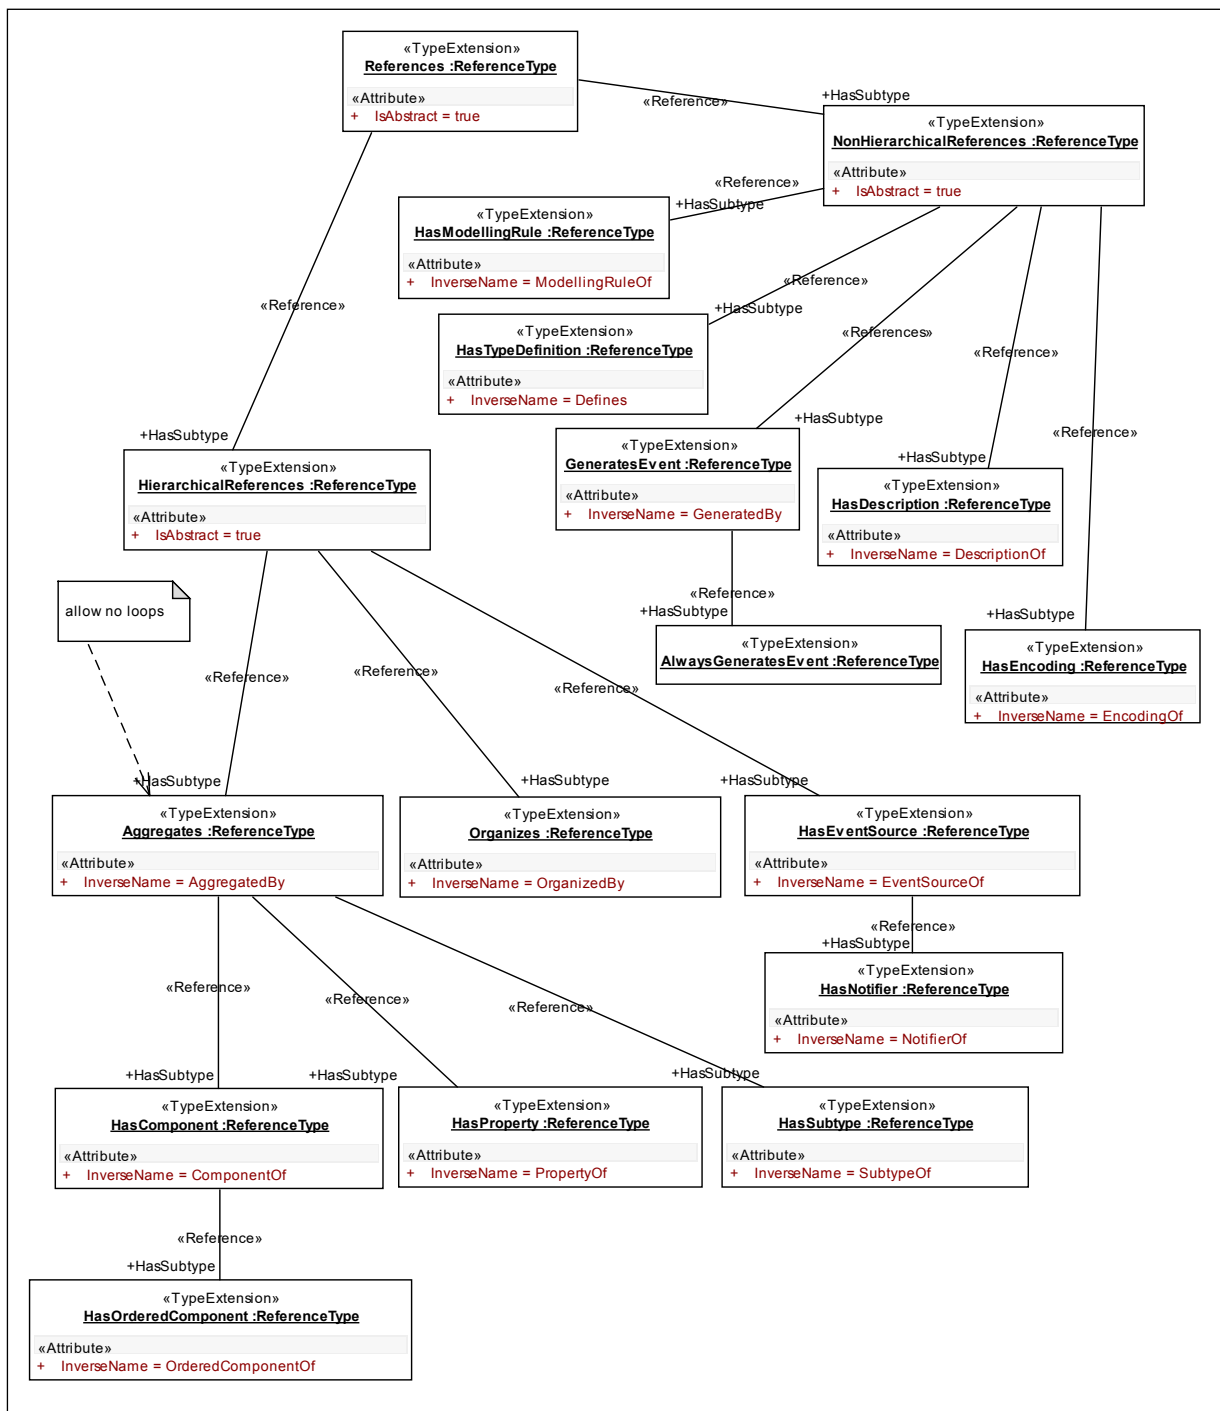 «TypeExtension»
References :ReferenceType
«Attribute»
+ IsAbstract = true
«Reference»
+HasSubtype
«TypeExtension»
NonHierarchicalReferences :ReferenceType
«Attribute»
+ IsAbstract = true
«Reference»
+HasSubtype
«TypeExtension»
HasModellingRule :ReferenceType
«Attribute»
+ InverseName = ModellingRuleOf
«Reference»
+HasSubtype
«TypeExtension»
HasTypeDefinition :ReferenceType
«Attribute»
+ InverseName = Defines
«References»
+HasSubtype
«TypeExtension»
GeneratesEvent :ReferenceType
«Attribute»
+ InverseName = GeneratedBy
«Reference»
+HasSubtype
«TypeExtension»
HasDescription :ReferenceType
«Attribute»
+ InverseName = DescriptionOf
«Reference»
+HasSubtype
«TypeExtension»
HasEncoding :ReferenceType
«Attribute»
+ InverseName = EncodingOf
«Reference»
+HasSubtype
«TypeExtension»
AlwaysGeneratesEvent :ReferenceType
«Reference»
+HasSubtype
«TypeExtension»
HierarchicalReferences :ReferenceType
«Attribute»
+ IsAbstract = true
allow no loops
«Reference»
+HasSubtype
«TypeExtension»
Aggregates :ReferenceType
«Attribute»
+ InverseName = AggregatedBy
«Reference»
+HasSubtype
«TypeExtension»
Organizes :ReferenceType
«Attribute»
+ InverseName = OrganizedBy
«Reference»
+HasSubtype
«TypeExtension»
HasEventSource :ReferenceType
«Attribute»
+ InverseName = EventSourceOf
«Reference»
+HasSubtype
«TypeExtension»
HasNotifier :ReferenceType
«Attribute»
+ InverseName = NotifierOf
«Reference»
+HasSubtype
«TypeExtension»
HasComponent :ReferenceType
«Attribute»
+ InverseName = ComponentOf
«Reference»
+HasSubtype
«TypeExtension»
HasProperty :ReferenceType
«Attribute»
+ InverseName = PropertyOf
«Reference»
+HasSubtype
«TypeExtension»
HasSubtype :ReferenceType
«Attribute»
+ InverseName = SubtypeOf
«Reference»
+HasSubtype
«TypeExtension»
HasOrderedComponent :ReferenceType
«Attribute»
+ InverseName = OrderedComponentOf